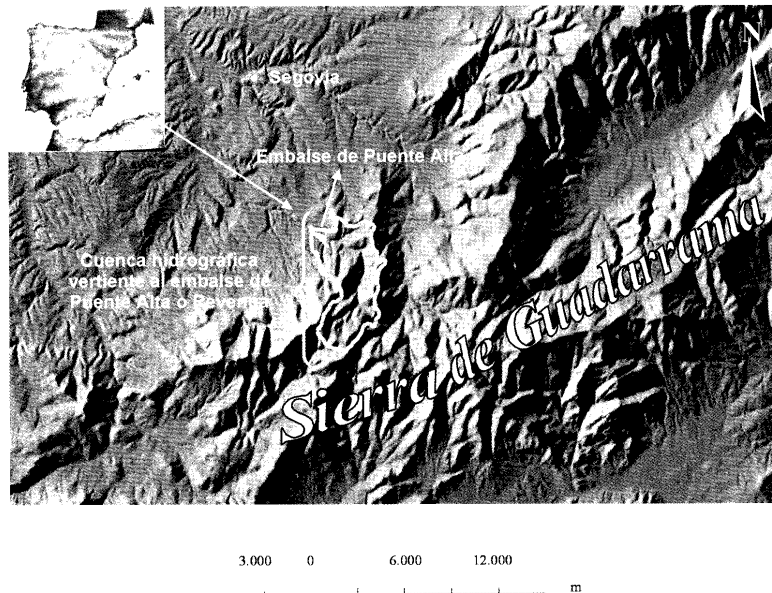 N
Segovia
Embalse de Puente Alta
Cuenca hidrográfica
vertiente al embalse de
Puente Alta o Revenga
Sierra de Guadarrama
3.000 0 6.000 12.000
m